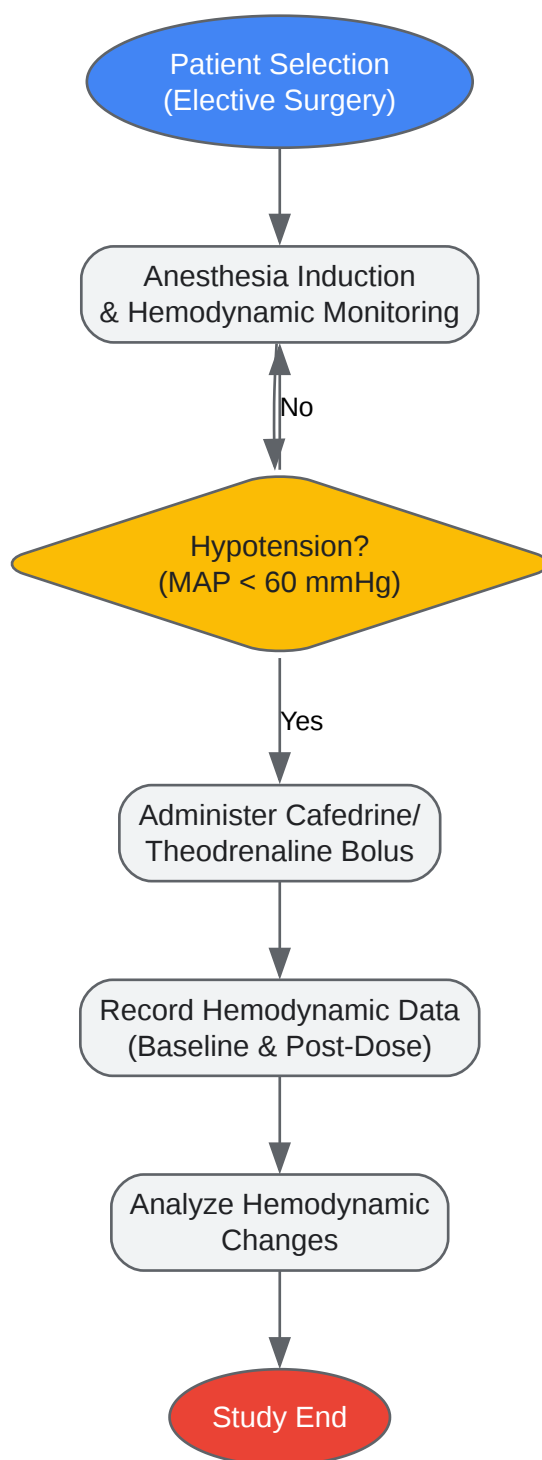 Patient Selection
(Elective Surgery)
Anesthesia Induction
& Hemodynamic Monitoring
No
Hypotension?
(MAP < 60 mmHg)
Yes
Administer Cafedrine/
Theodrenaline Bolus
Record Hemodynamic Data
(Baseline & Post-Dose)
Analyze Hemodynamic
Changes
Study End